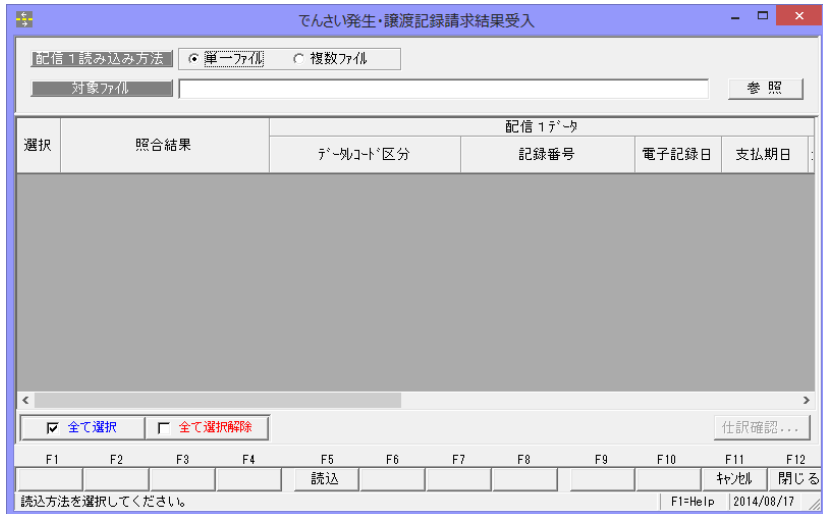 でんさい発生・譲渡記録請求結果受入
配信1読み込み方法 単一ファイル 複数ファイル
対象ファイル 参 照
配信1データ
選択 照合結果 データレコード区分 記録番号 電子記録日 支払期日
全て選択 全て選択解除 仕訳確認...
F1 F2 F3 F4 F5 F6 F7 F8 F9 F10 F11 F12
読込 キャンセル 閉じる
読込方法を選択してください。 F1=Help 2014/08/17